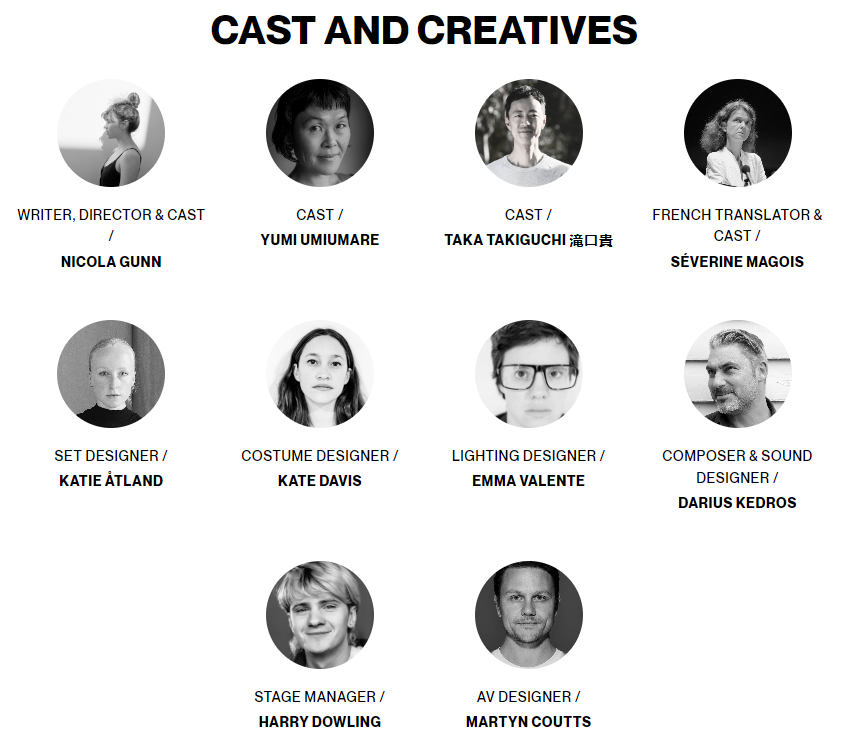 CAST AND CREATIVES
WRITER, DIRECTOR & CAST
/
NICOLA GUNN
CAST /
YUMI UMIUMARE
CAST /
TAKA TAKIGUCHI 滝口貴
FRENCH TRANSLATOR &
CAST /
SÉVERINE MAGOIS
SET DESIGNER /
KATIE ÅTLAND
COSTUME DESIGNER /
KATE DAVIS
LIGHTING DESIGNER /
EMMA VALENTE
COMPOSER & SOUND
DESIGNER /
DARIUS KEDROS
STAGE MANAGER /
HARRY DOWLING
AV DESIGNER /
MARTYN COUTTS